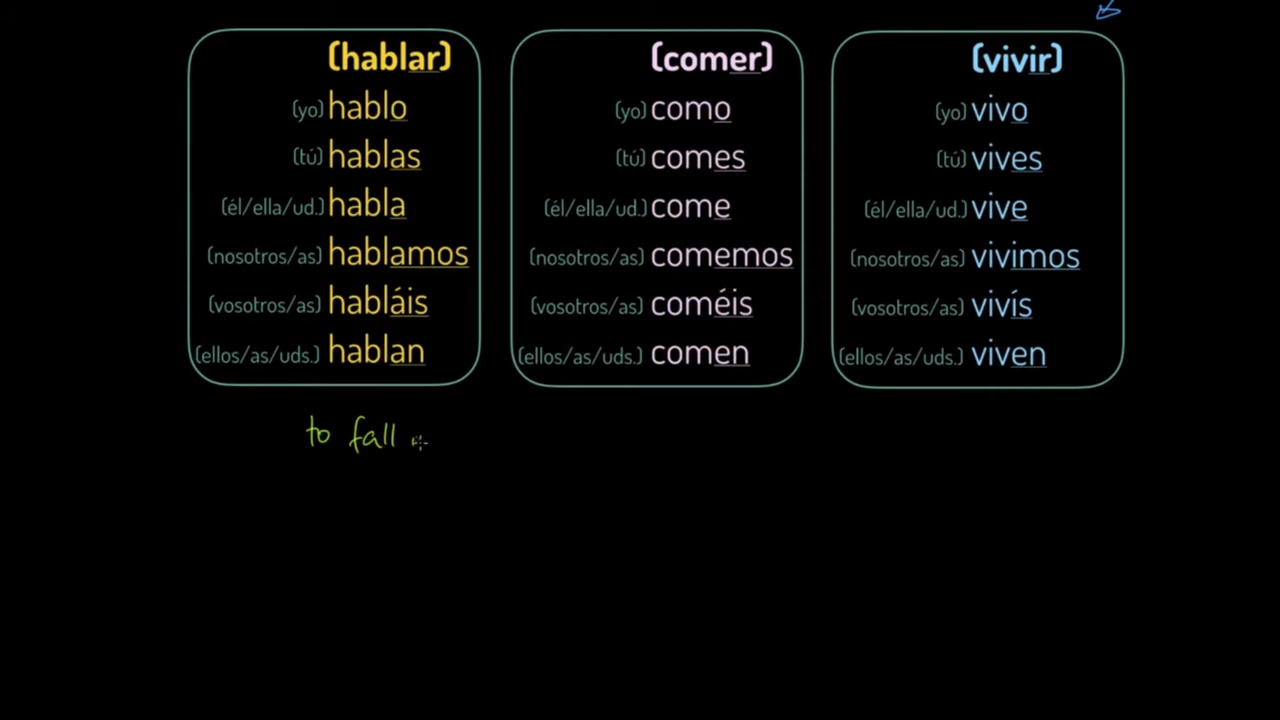 (hablar)
(yo) hablo
(tú) hablas
(él/ella/ud.) habla
(nosotros/as) hablamos
(vosotros/as) habláis
(ellos/as/uds.) hablan
(comer)
(yo) como
(tú) comes
(él/ella/ud.) come
(nosotros/as) comemos
(vosotros/as) coméis
(ellos/as/uds.) comen
(vivir)
(yo) vivo
(tú) vives
(él/ella/ud.) vive
(nosotros/as) vivimos
(vosotros/as) vivís
(ellos/as/uds.) viven
to fall